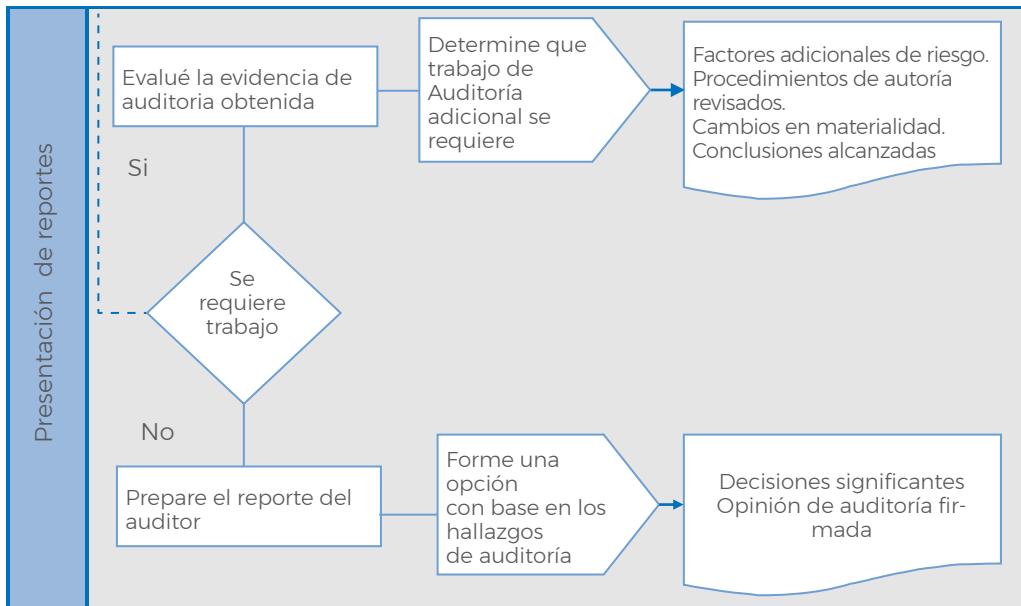 Presentación de reportes
Evalué la evidencia de
auditoria obtenida
Determine que
trabajo de
Auditoría
adicional se
requiere
Factores adicionales de riesgo.
Procedimientos de autoría
revisados.
Cambios en materialidad.
Conclusiones alcanzadas
Si
Se
requiere
trabajo
No
Prepare el reporte del
auditor
Forme una
opción
con base en los
hallazgos
de auditoría
Decisiones significantes
Opinión de auditoría fir-
mada